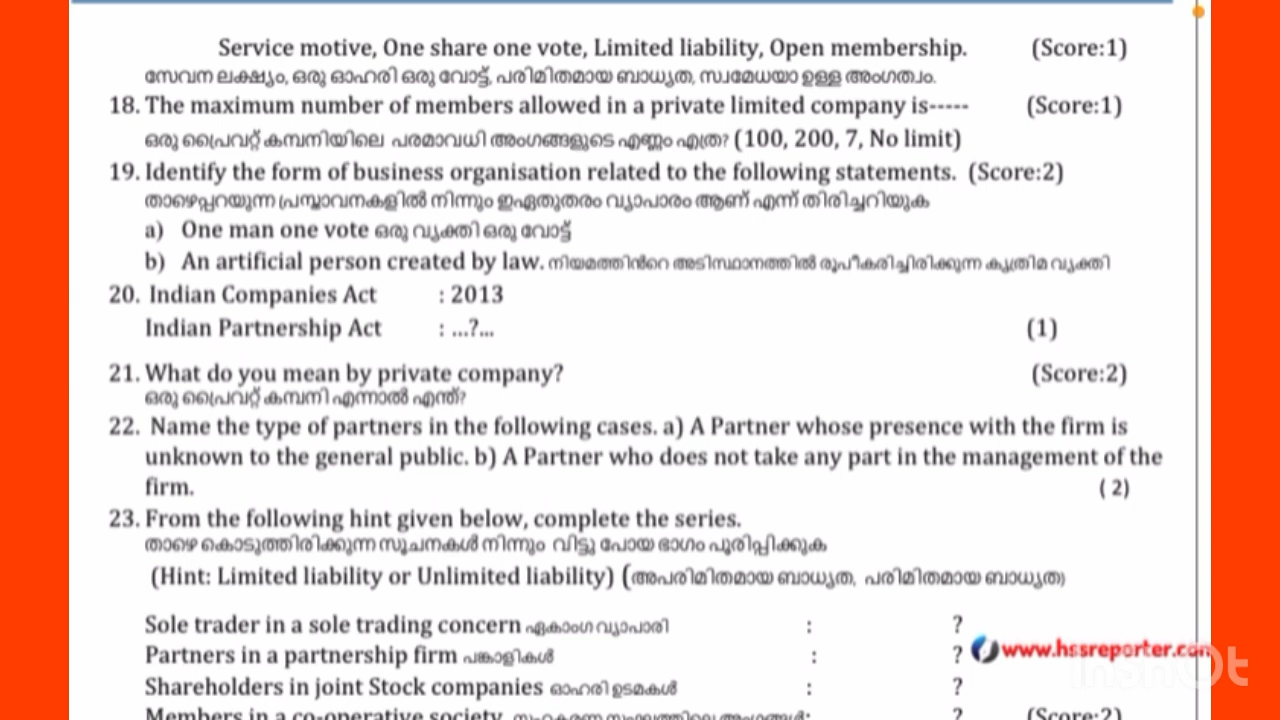 Service motive, One share one vote, Limited liability, Open membership. (Score:1)
സേവന ലക്ഷ്യം, ഒരു ഓഹരി ഒരു വോട്ട്, പരിമിതമായ ബാധ്യത, സ്വമേധയാ ഉള്ള അംഗത്വം.
18. The maximum number of members allowed in a private limited company is----- (Score:1)
ഒരു പ്രൈവറ്റ് കമ്പനിയിലെ പരമാവധി അംഗങ്ങളുടെ എണ്ണം എത്ര? (100, 200, 7, No limit)
19. Identify the form of business organisation related to the following statements. (Score:2)
താഴെപ്പറയുന്ന പ്രസ്താവനകളിൽ നിന്നും ഇഏതുതരം വ്യാപാരം ആണ് എന്ന് തിരിച്ചറിയുക
a) One man one vote ഒരു വ്യക്തി ഒരു വോട്ട്
b) An artificial person created by law. നിയമത്തിൻറെ അടിസ്ഥാനത്തിൽ രൂപീകരിച്ചിരിക്കുന്ന കൃത്രിമ വ്യക്തി
20. Indian Companies Act : 2013
Indian Partnership Act : ...?... (1)
21. What do you mean by private company? (Score:2)
ഒരു പ്രൈവറ്റ് കമ്പനി എന്നാൽ എന്ത്?
22. Name the type of partners in the following cases. a) A Partner whose presence with the firm is
unknown to the general public. b) A Partner who does not take any part in the management of the
firm. ( 2)
23. From the following hint given below, complete the series.
താഴെ കൊടുത്തിരിക്കുന്ന സൂചനകൾ നിന്നും വിട്ടു പോയ ഭാഗം പൂരിപ്പിക്കുക
(Hint: Limited liability or Unlimited liability) (അപരിമിതമായ ബാധ്യത, പരിമിതമായ ബാധ്യത)
Sole trader in a sole trading concern ഏകാംഗ വ്യാപാരി : ?
Partners in a partnership firm പങ്കാളികൾ : ? www.hssreporter.com
Shareholders in joint Stock companies ഓഹരി ഉടമകൾ : ?
Members in a co-operative society : ? (Score:2)